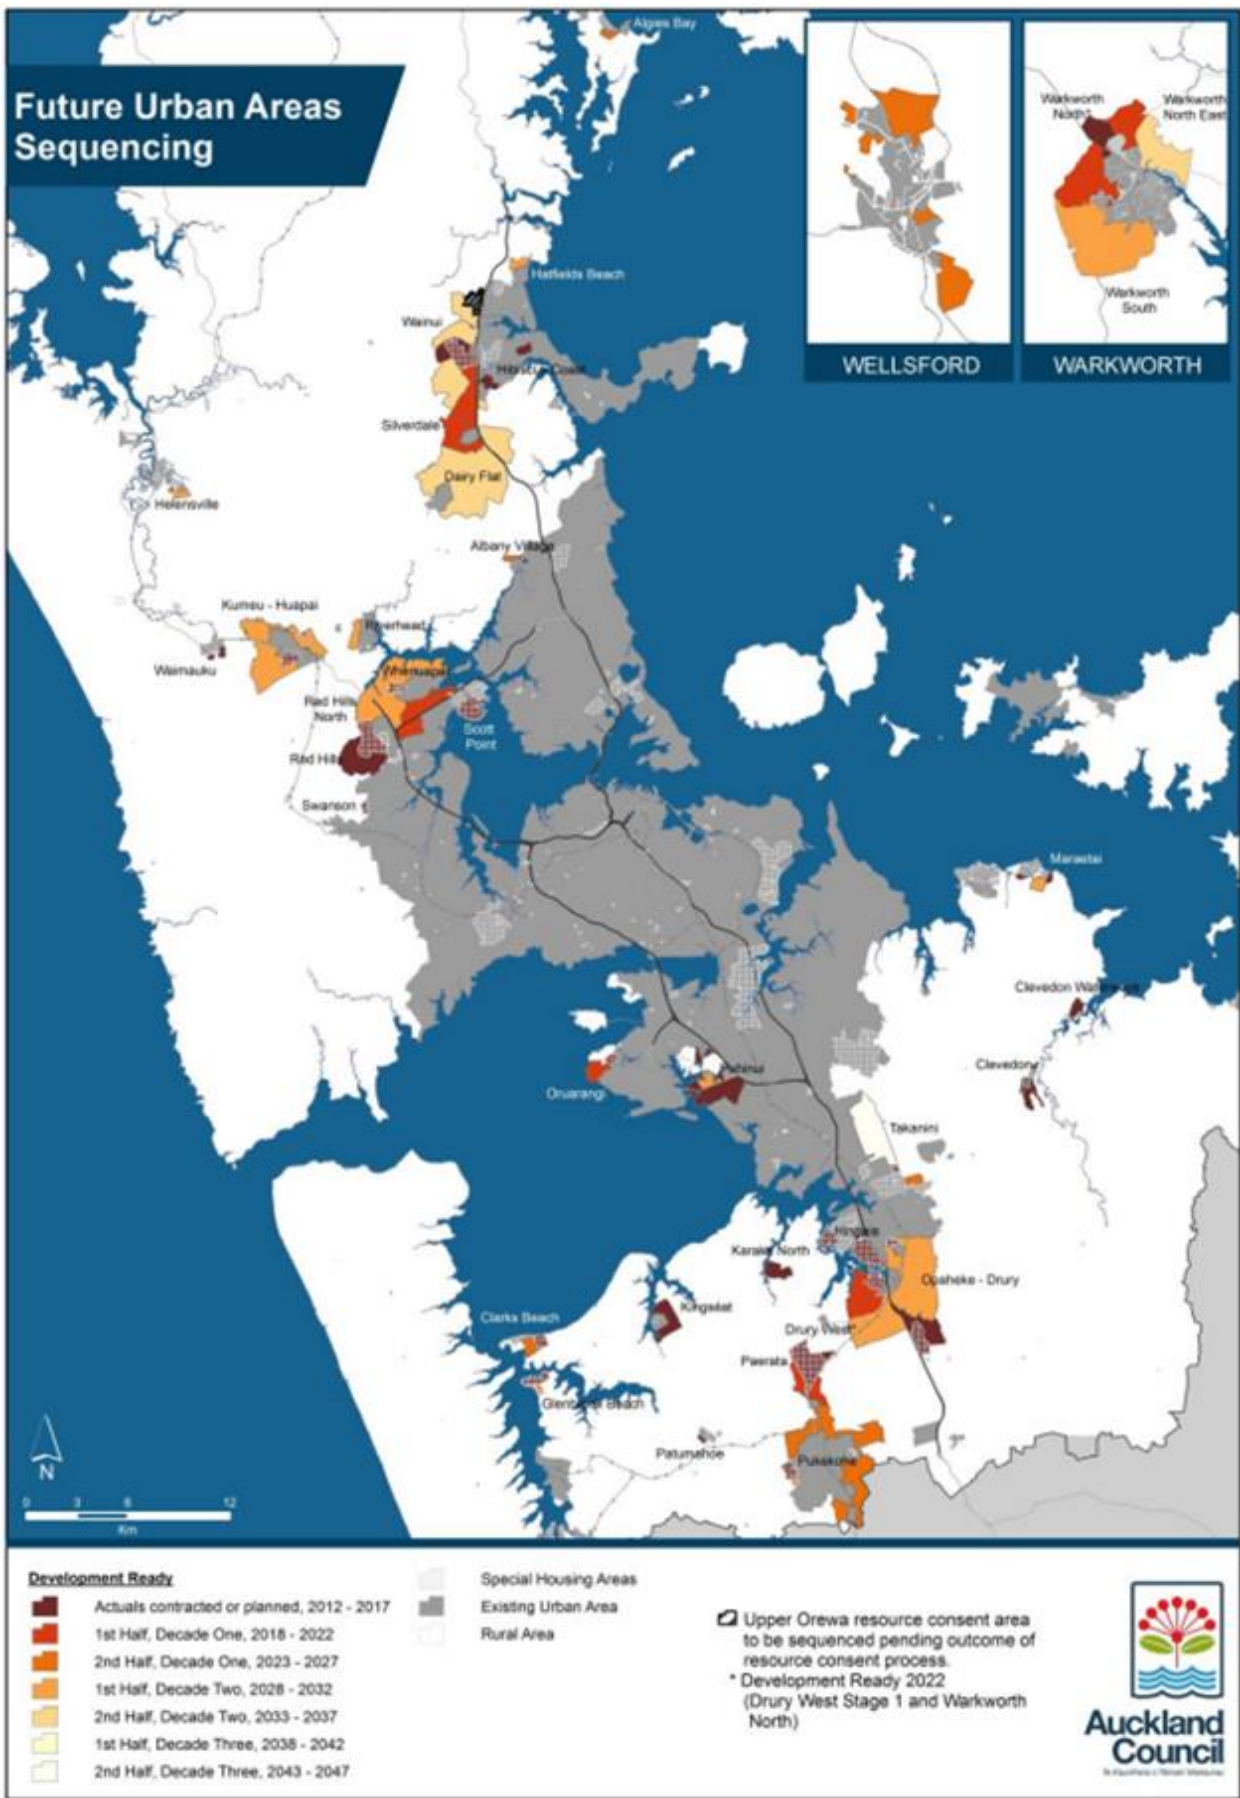 Future Urban Areas
Sequencing
Algies Bay
Warkworth
North*
Warkworth
North East
Warkworth
South
WELLSFORD
WARKWORTH
Hatfields Beach
Wainui
Hibiscus Coast
Silverdale
Dairy Flat
Helensville
Albany Village
Kumeu - Huapai
Riverhead
Waimauku
Whenuapai
Red Hills
North
Scott
Point
Red Hills
Swanson
Maraetai
Clevedon Waterways
Clevedon
Puhinui
Oruarangi
Takanini
Hingaia
Karaka North
Opaheke - Drury
Kingseat
Clarks Beach
Drury West*
Paerata
Glenbrook Beach
Patumahoe
Pukekohe
N
0 3 6 12
Km
Development Ready
Actuals contracted or planned, 2012 - 2017
1st Half, Decade One, 2018 - 2022
2nd Half, Decade One, 2023 - 2027
1st Half, Decade Two, 2028 - 2032
2nd Half, Decade Two, 2033 - 2037
1st Half, Decade Three, 2038 - 2042
2nd Half, Decade Three, 2043 - 2047
Special Housing Areas
Existing Urban Area
Rural Area
Upper Orewa resource consent area
to be sequenced pending outcome of
resource consent process.
* Development Ready 2022
(Drury West Stage 1 and Warkworth
North)
Auckland
Council